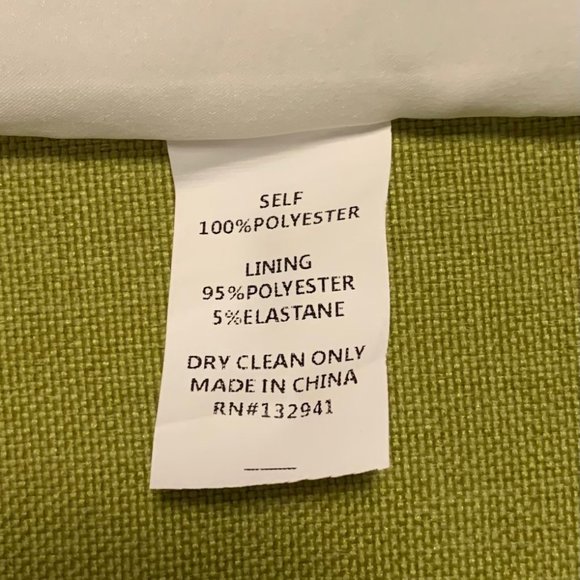 SELF
100%POLYESTER
LINING
95%POLYESTER
5%ELASTANE
DRY CLEAN ONLY
MADE IN CHINA
RN#132941